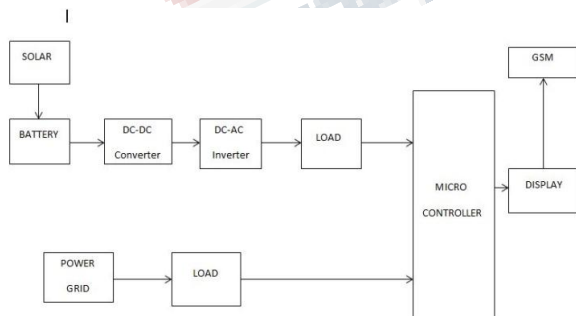 SOLAR
GSM
BATTERY
DC-DC
Converter
DC-AC
Inverter
LOAD
MICRO
CONTROLLER
DISPLAY
POWER
GRID
LOAD